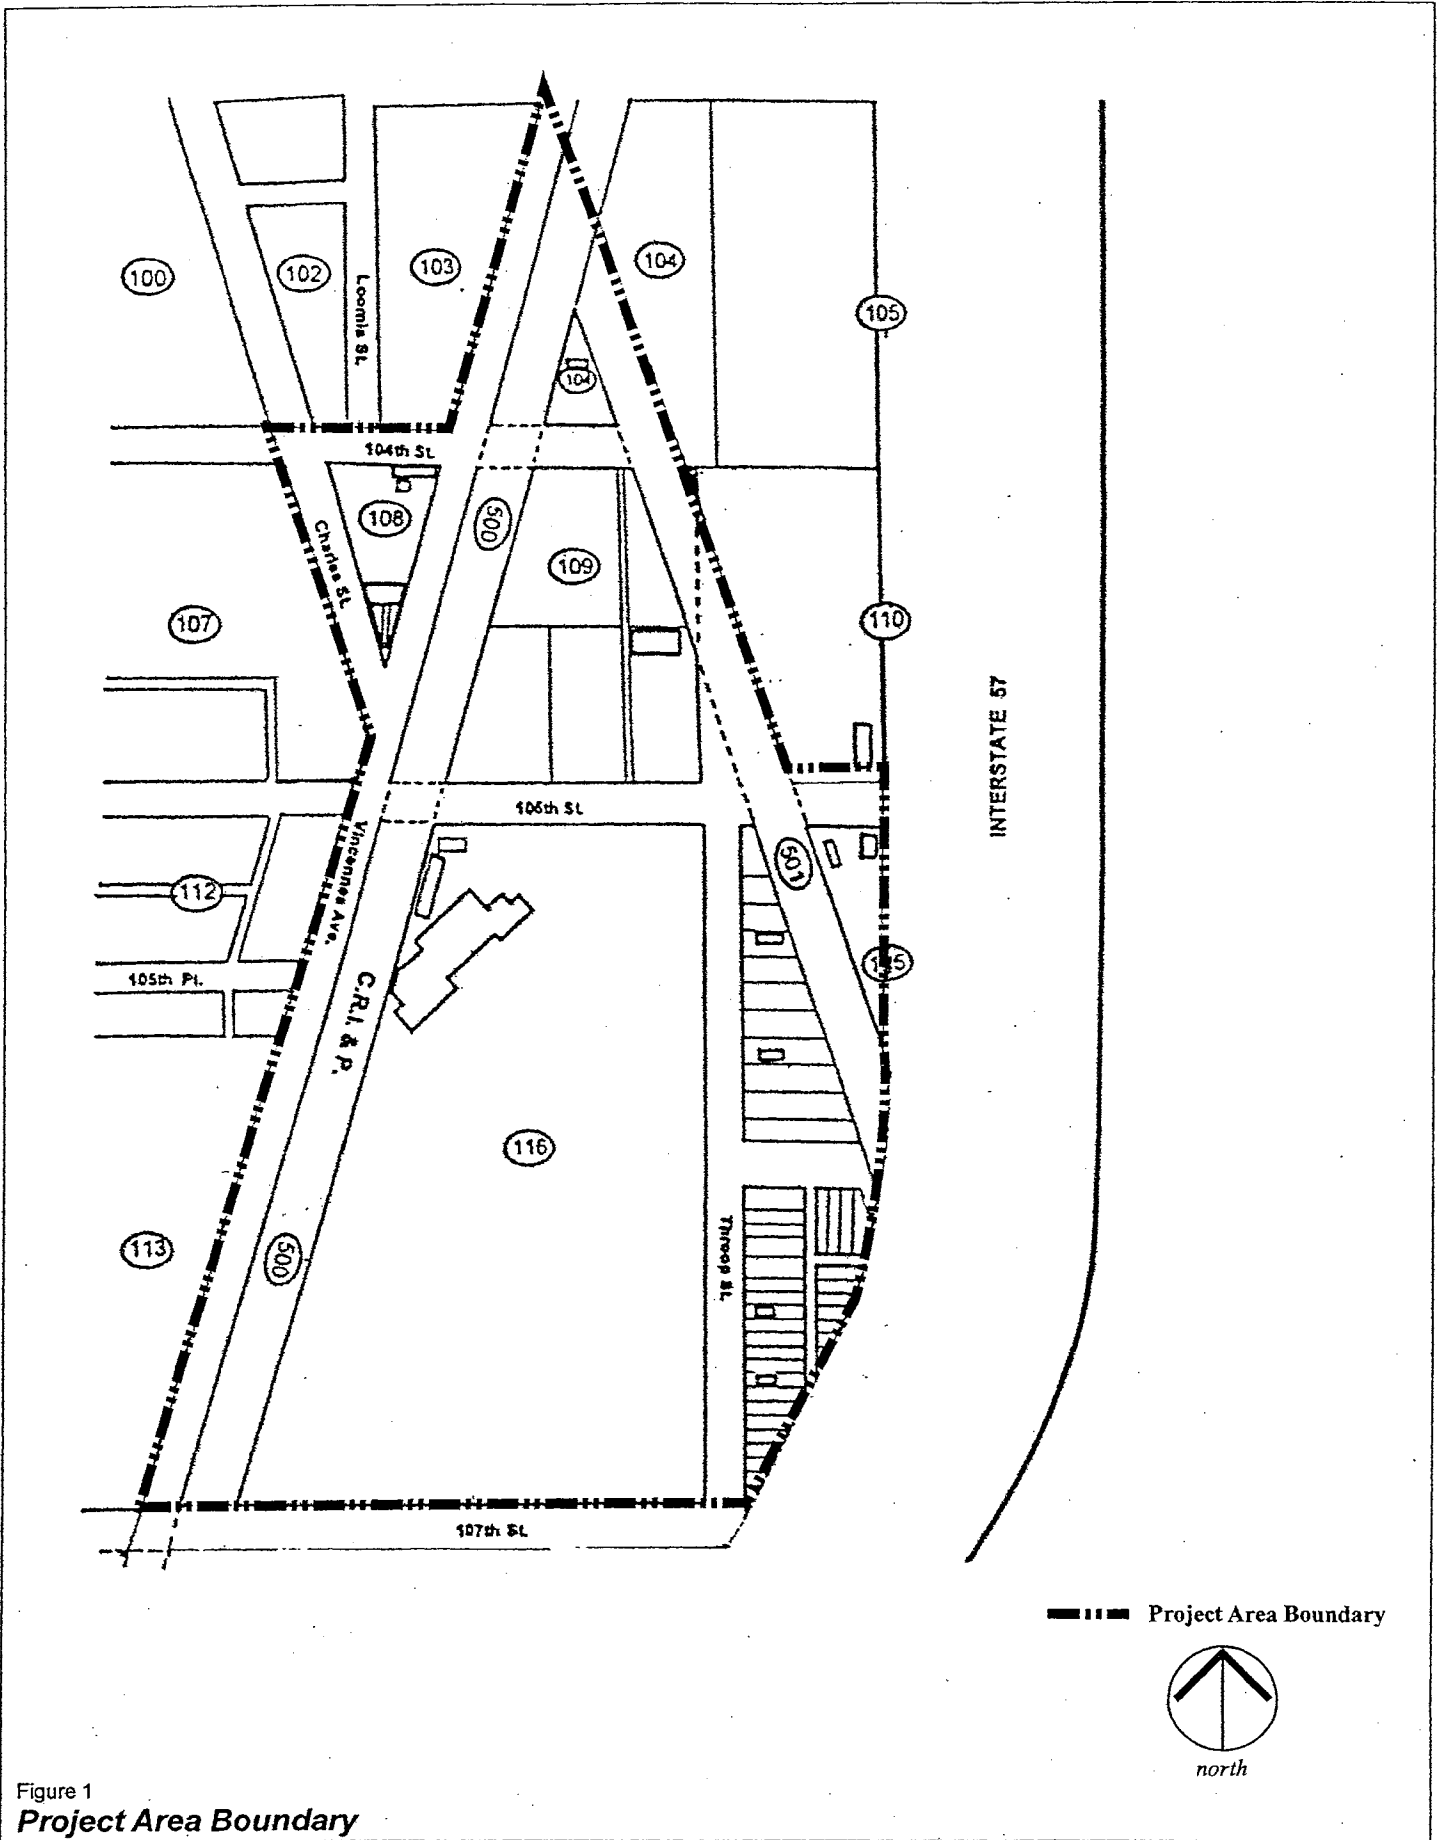 100
102
Loomis St.
103
104
105
104
104th St.
108
500
Charles St.
109
107
110
INTERSTATE 57
106th St.
Vincennes Ave.
501
112
105th Pl.
C.R.I. & P.
116
113
500
Throop St.
107th St.
Project Area Boundary
north
Figure 1
Project Area Boundary